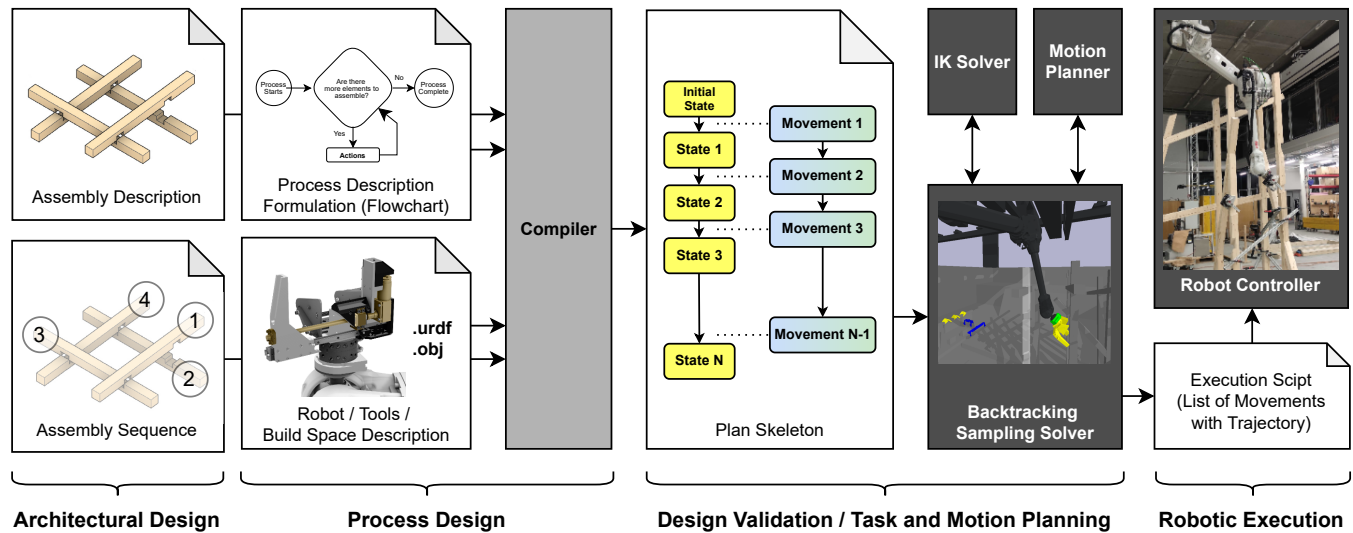 Process
Starts
Are there
more elements to
assemble?
No
Process
Complete
Yes
Actions
Assembly Description
Process Description
Formulation (Flowchart)
4
1
3
2
Assembly Sequence
.urdf
.obj
Robot / Tools /
Build Space Description
Compiler
Initial
State
State 1
State 2
State 3
State N
Movement 1
Movement 2
Movement 3
Movement N-1
Plan Skeleton
IK Solver
Motion
Planner
Backtracking
Sampling Solver
Robot Controller
Execution Scipt
(List of Movements
with Trajectory)
Architectural Design
Process Design
Design Validation / Task and Motion Planning
Robotic Execution